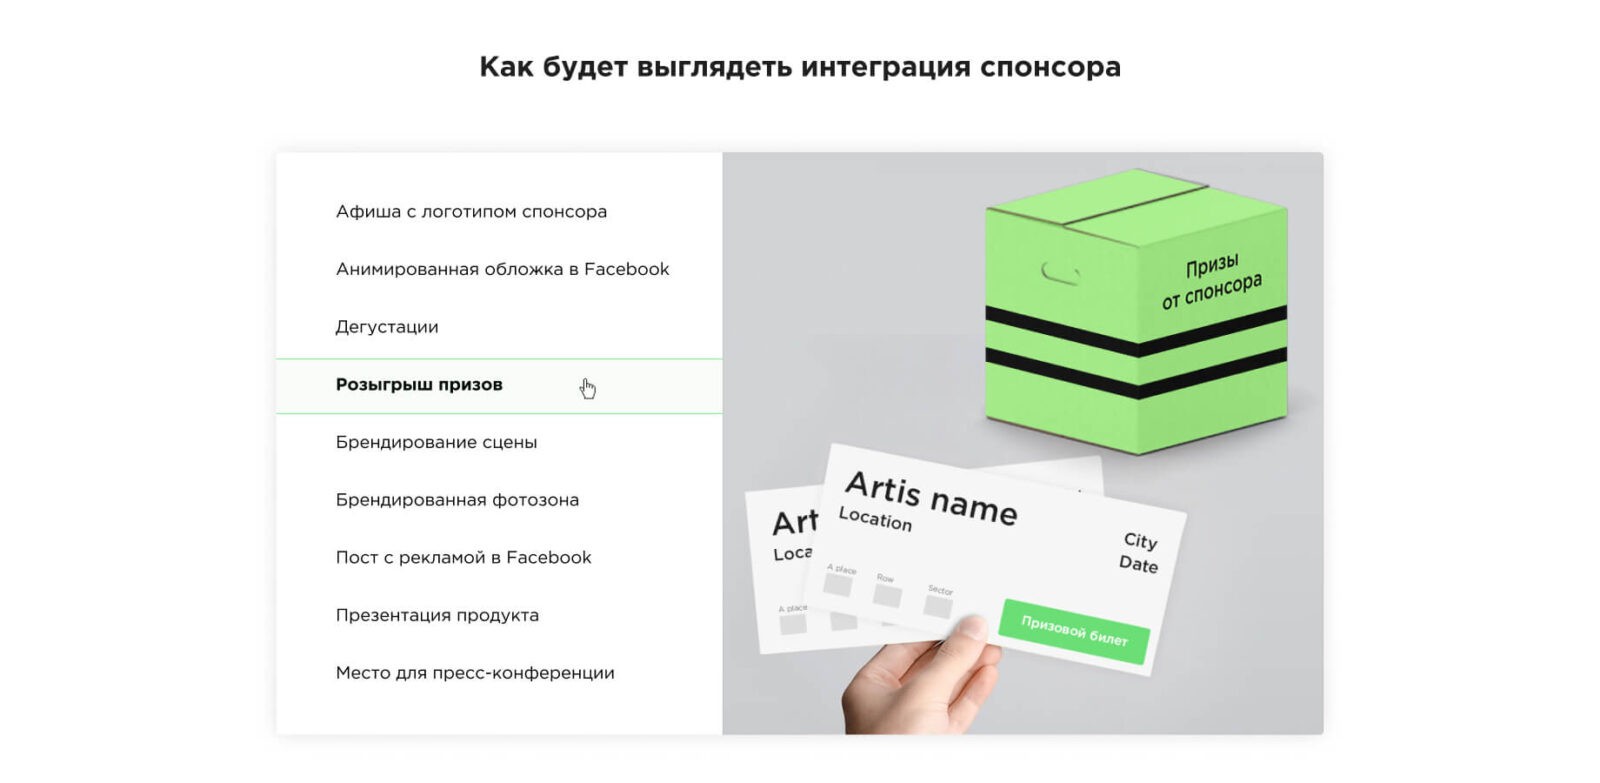 Как будет выглядеть интеграция спонсора
Афиша с логотипом спонсора
Анимированная обложка в Facebook
Дегустации
Розыгрыш призов
Брендирование сцены
Брендированная фотозона
Пост с рекламой в Facebook
Презентация продукта
Место для пресс-конференции
Призы
от спонсора
Artis name
Location
City
Date
A place
Row
Sector
Призовой билет
Art
Loca
A place